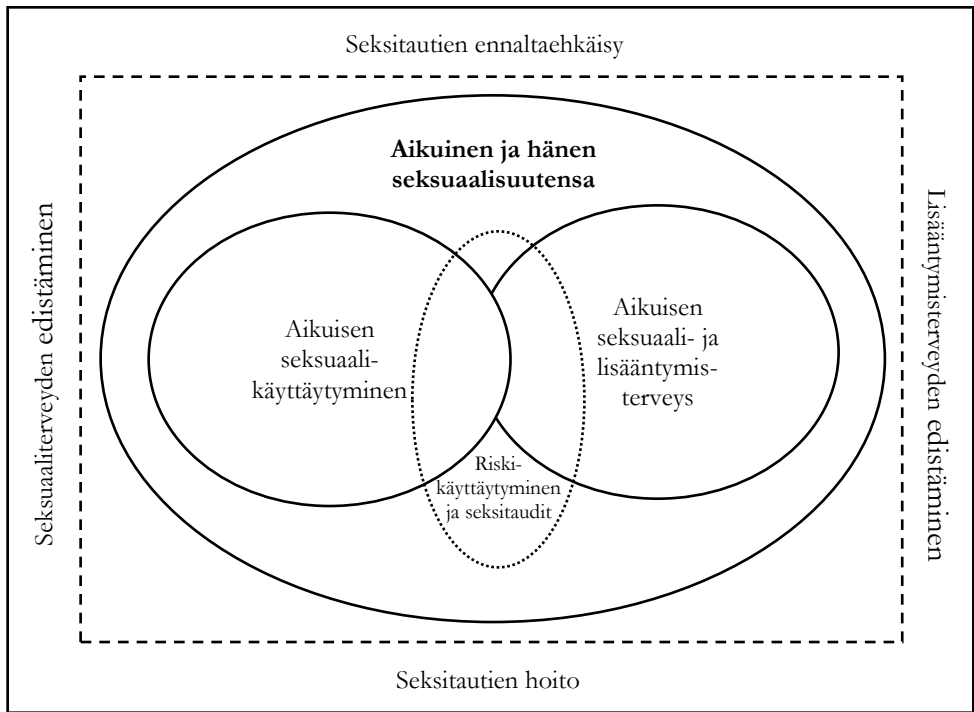 Seksitautien ennaltaehkäisy
Aikuinen ja hänen
seksuaalisuutensa
Seksuaaliterveyden edistäminen
Aikuisen
seksuaali-
käyttäytyminen
Aikuisen
seksuaali- ja
lisääntymis-
terveys
Riski-
käyttäytyminen
ja seksitaudit
Lisääntymisterveyden edistäminen
Seksitautien hoito